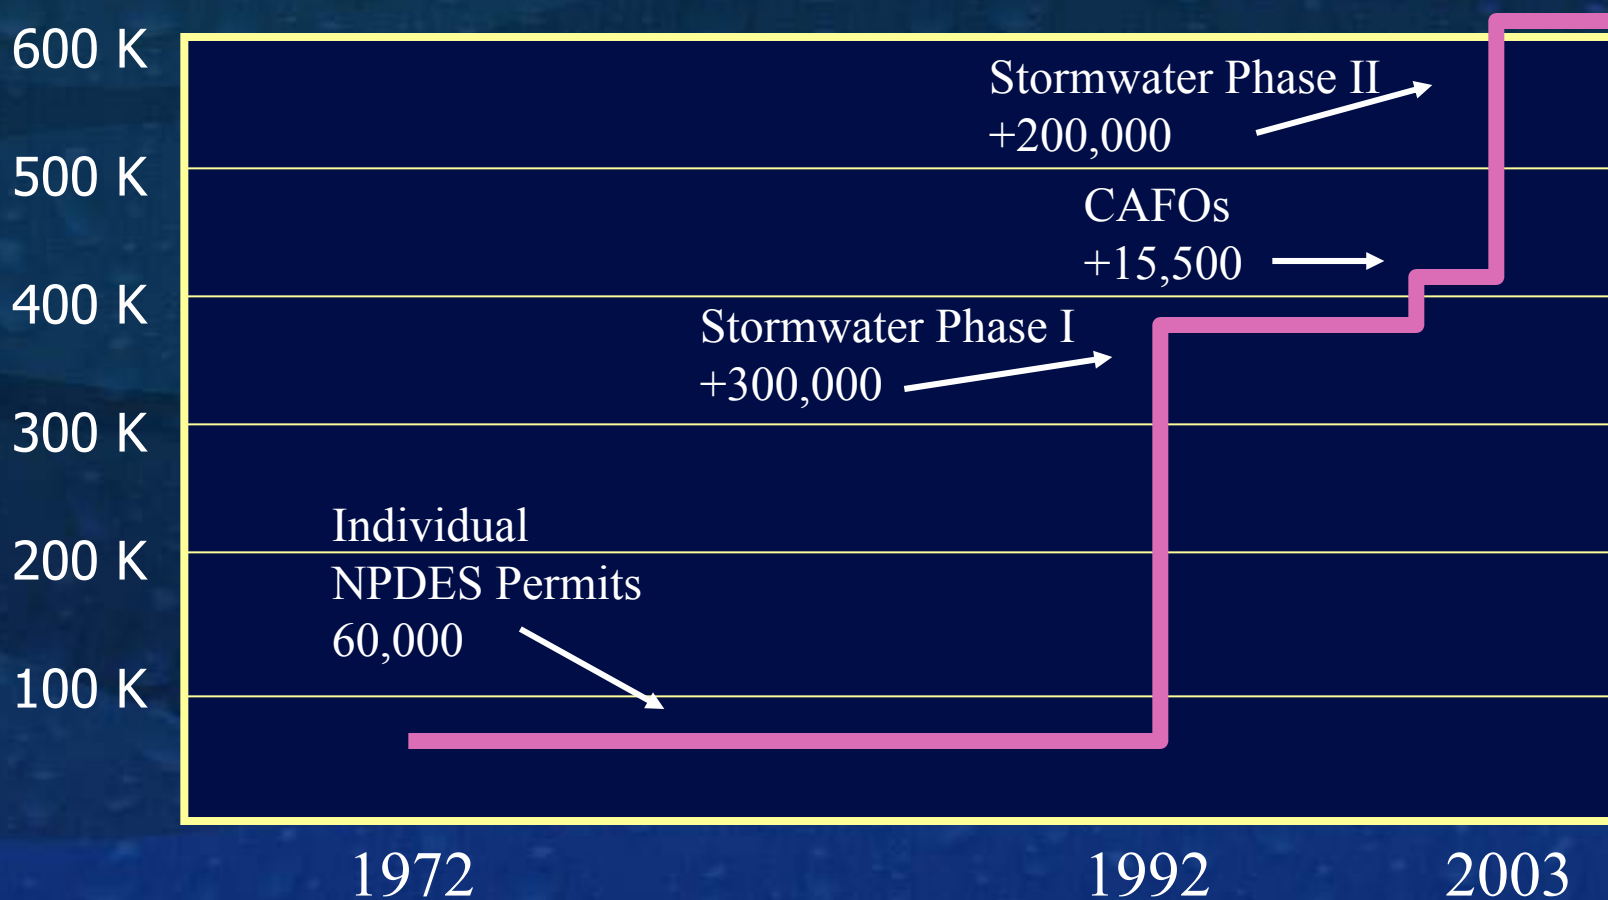 600 K
500 K
400 K
300 K
200 K
100 K
Stormwater Phase II
+200,000
CAFOs
+15,500
Stormwater Phase I
+300,000
Individual
NPDES Permits
60,000
1972
1992
2003